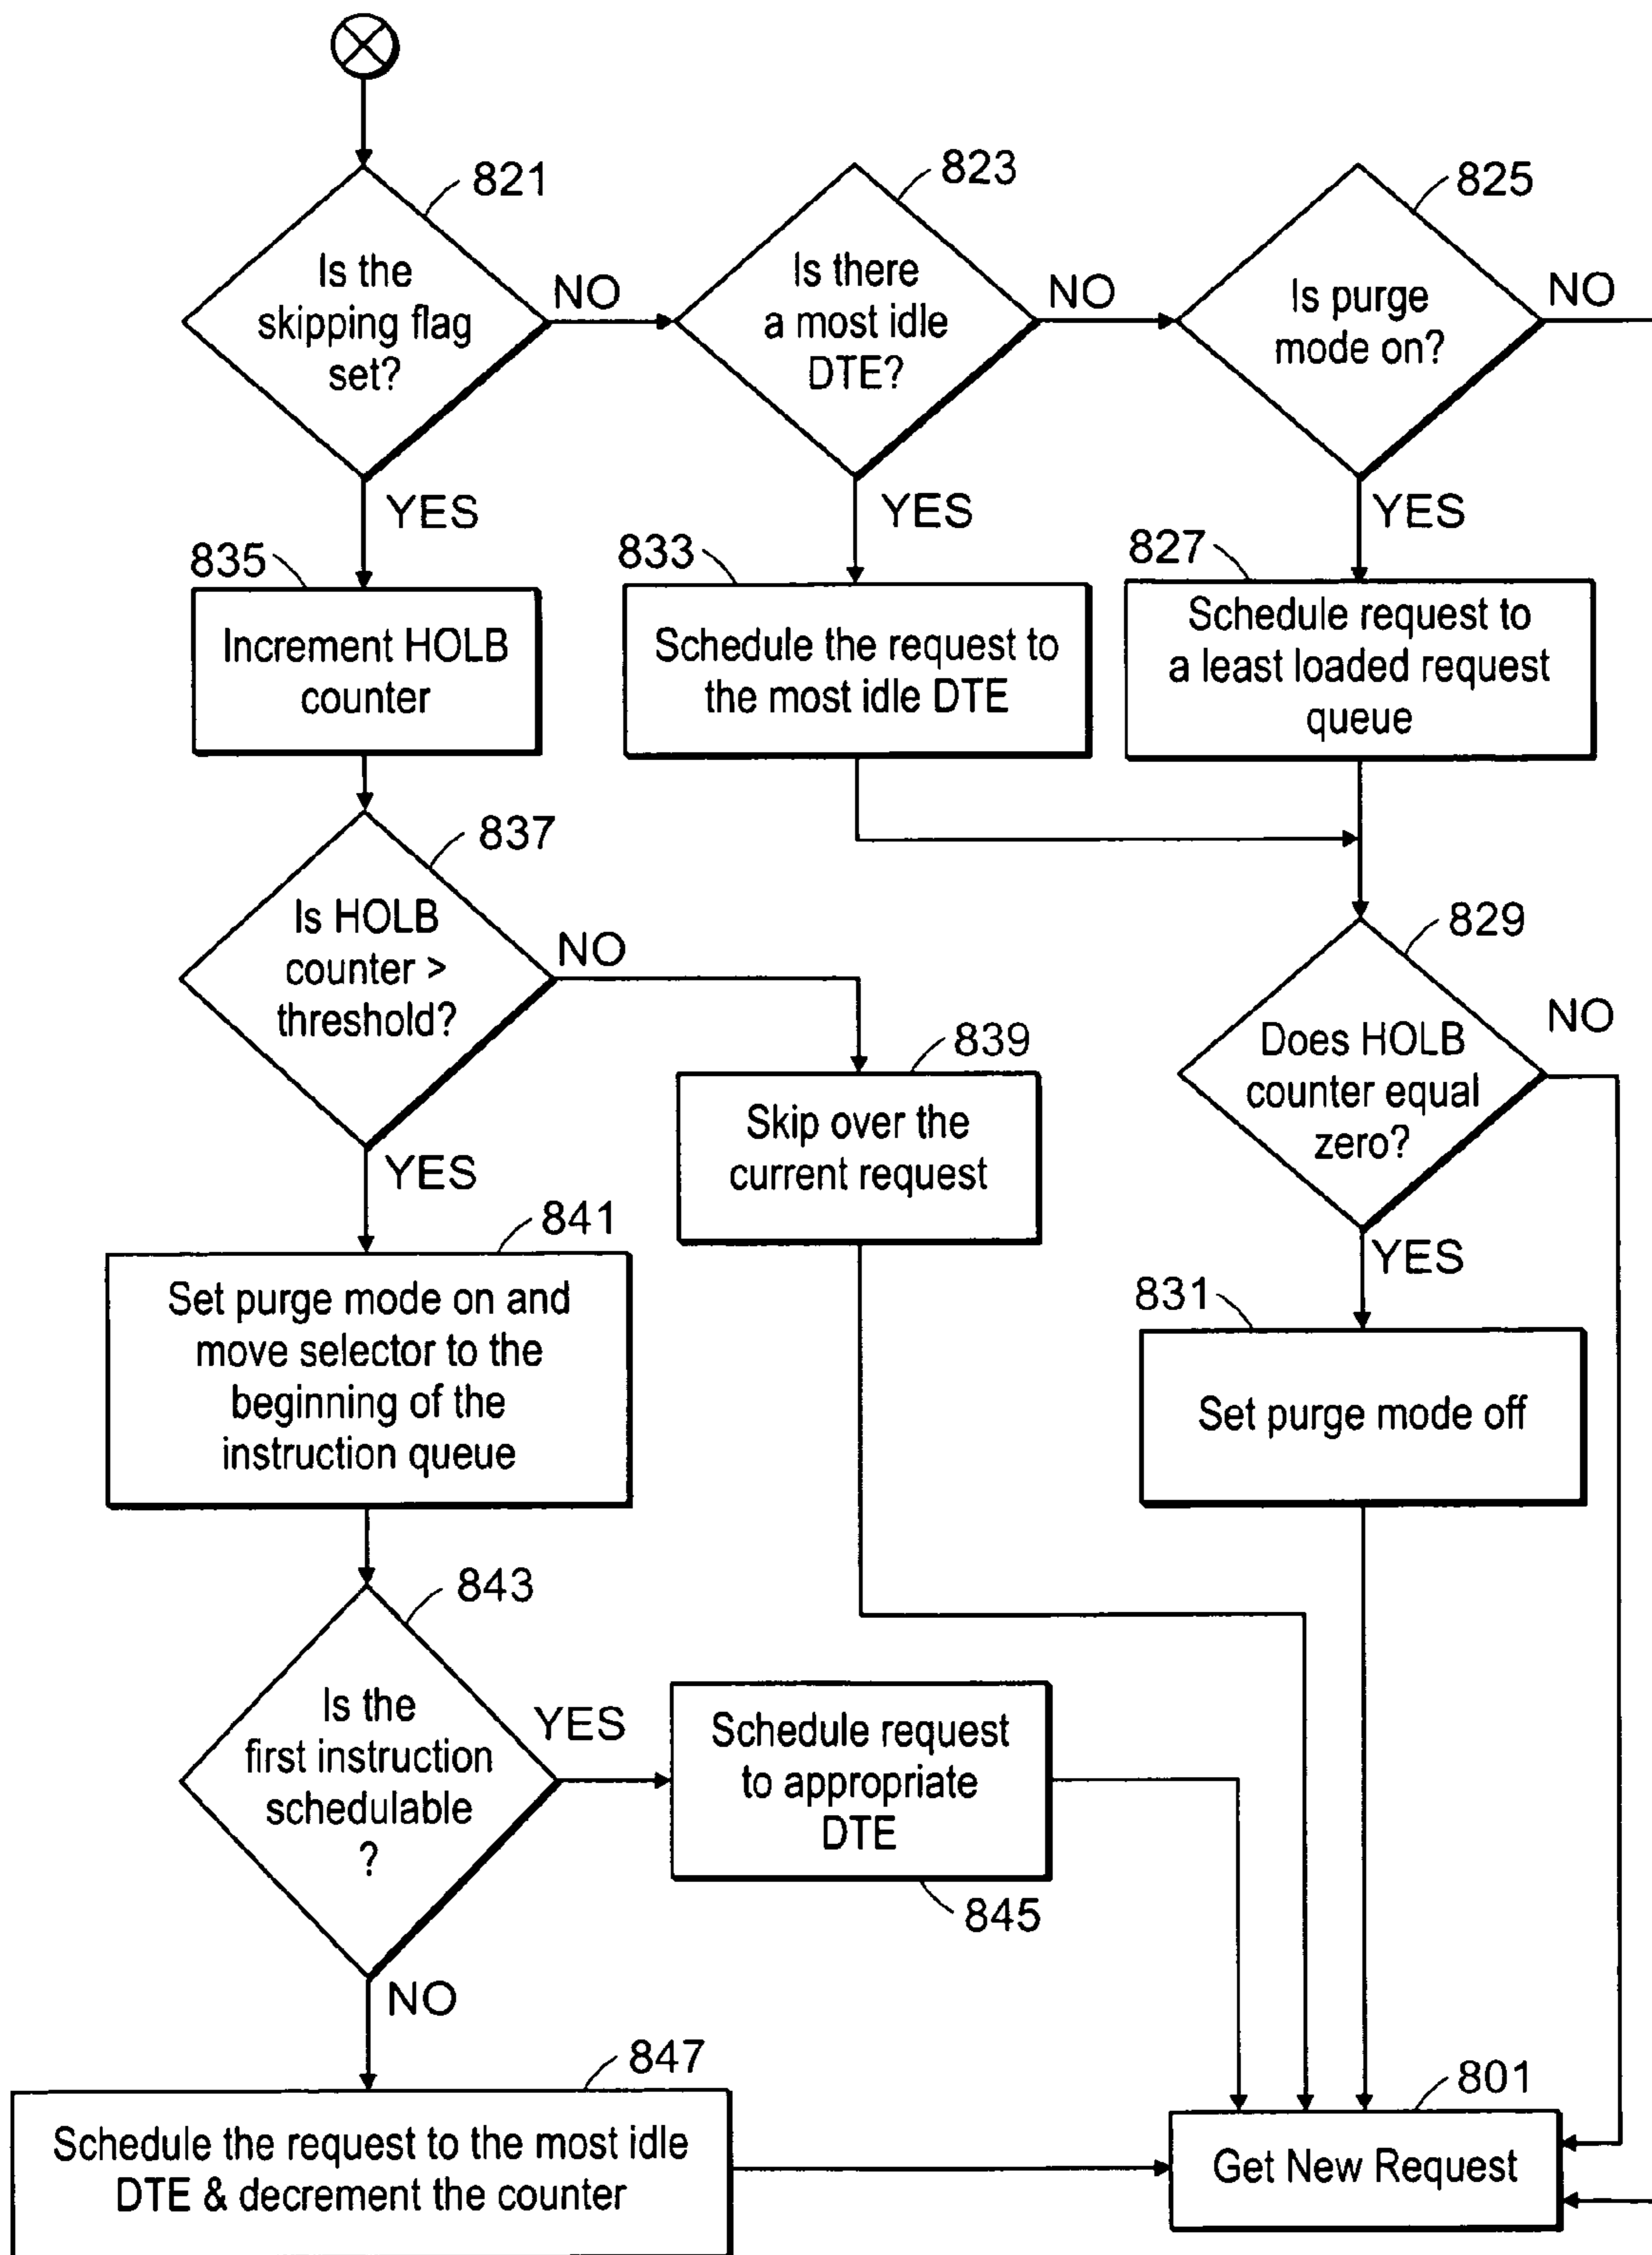 821
Is the
skipping flag
set?
NO
YES
823
Is there
a most idle
DTE?
NO
YES
825
Is purge
mode on?
NO
YES
835
Increment HOLB
counter
833
Schedule the request to
the most idle DTE
827
Schedule request to
a least loaded request
queue
837
Is HOLB
counter >
threshold?
NO
YES
839
Skip over the
current request
829
Does HOLB
counter equal
zero?
NO
YES
841
Set purge mode on and
move selector to the
beginning of the
instruction queue
831
Set purge mode off
843
Is the
first instruction
schedulable
?
YES
NO
Schedule request
to appropriate
DTE
845
847
Schedule the request to the most idle
DTE & decrement the counter
801
Get New Request